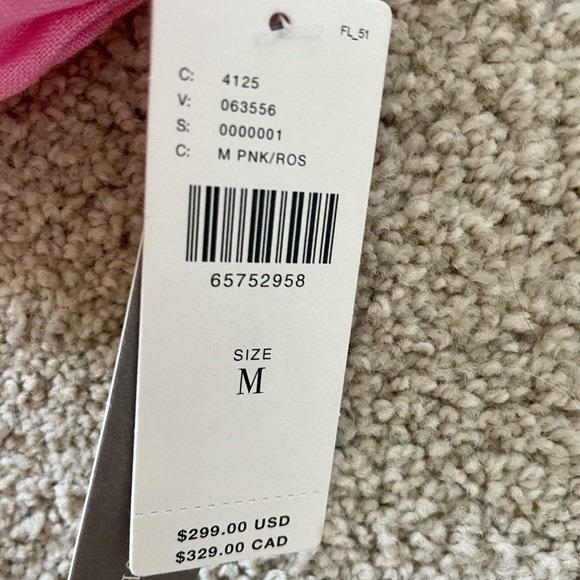 FL_51
C: 4125
V: 063556
S: 0000001
C: M PNK/ROS
65752958
SIZE
M
$299.00 USD
$329.00 CAD